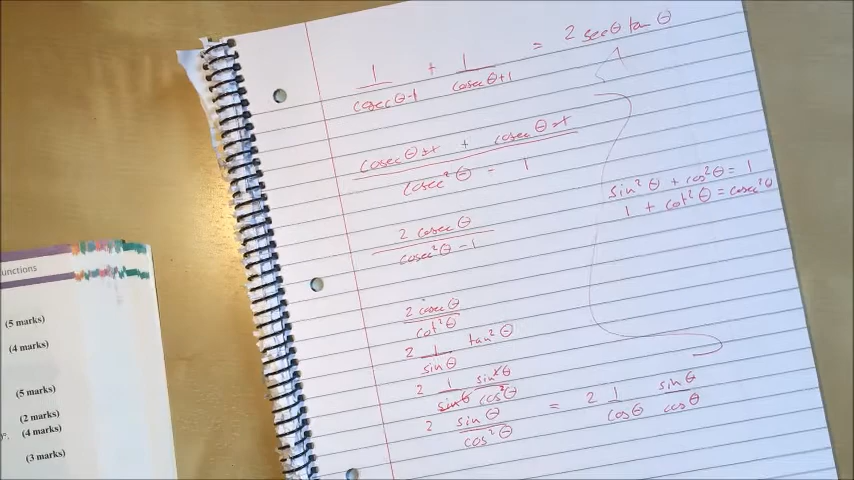 1/(cosecθ-1) + 1/(cosecθ+1) = 2 secθ tan θ
(cosecθ+1 + cosecθ-1)/(cosec²θ - 1)
sin²θ + cos²θ = 1
1 + cot²θ = cosec²θ
2 cosecθ/(cosec²θ-1)
2 cosecθ/cot²θ
2 1/sinθ tan²θ
2 1/sinθ sin²θ/cos²θ
2 sinθ/cos²θ = 2 1/cosθ sinθ/cosθ
unctions
(5 marks)
(4 marks)
(5 marks)
(2 marks)
)°. (4 marks)
(3 marks)